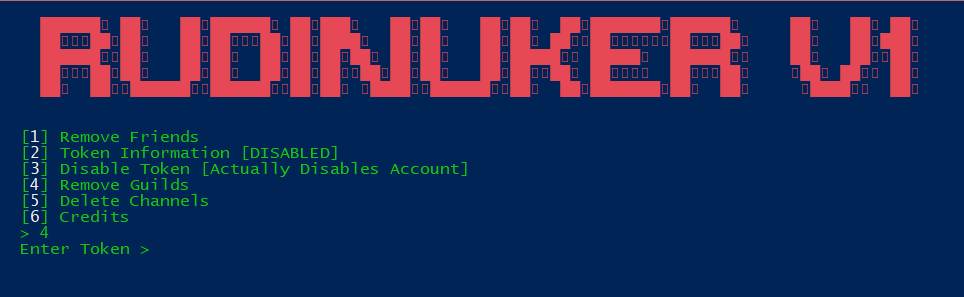 RUDINUKER V1
[1] Remove Friends
[2] Token Information [DISABLED]
[3] Disable Token [Actually Disables Account]
[4] Remove Guilds
[5] Delete Channels
[6] Credits
> 4
Enter Token >